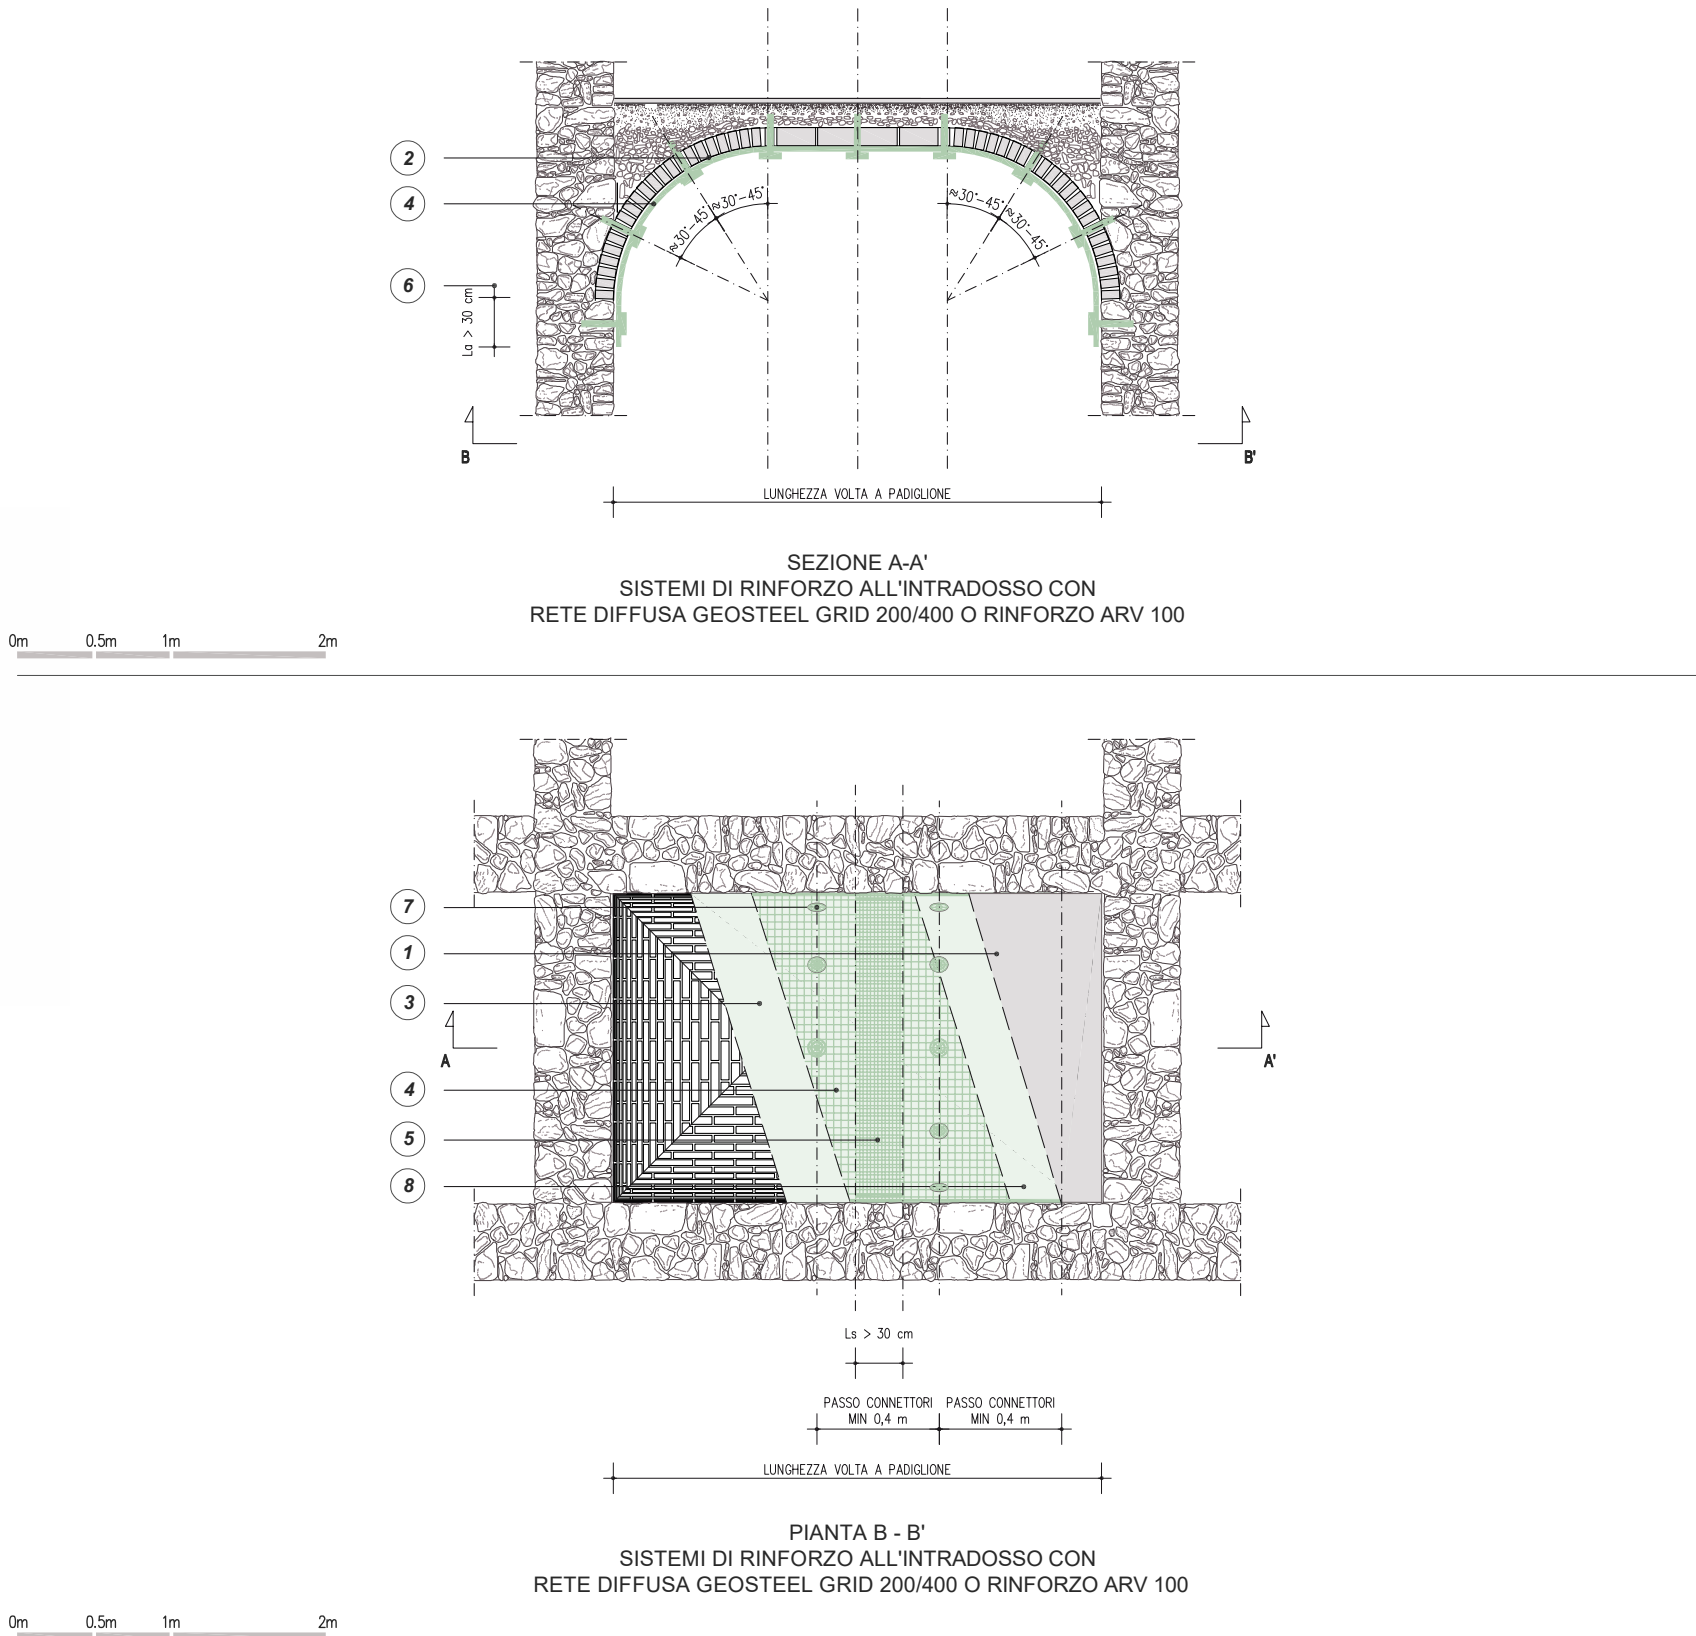 2
4
6
La > 30 cm
≈30°-45°
≈30°-45°
≈30°-45°
≈30°-45°
B
B'
LUNGHEZZA VOLTA A PADIGLIONE
SEZIONE A-A'
SISTEMI DI RINFORZO ALL'INTRADOSSO CON
RETE DIFFUSA GEOSTEEL GRID 200/400 O RINFORZO ARV 100
0m 0.5m 1m 2m
7
1
3
A
A'
4
5
8
Ls > 30 cm
PASSO CONNETTORI PASSO CONNETTORI
MIN 0,4 m MIN 0,4 m
LUNGHEZZA VOLTA A PADIGLIONE
PIANTA B - B'
SISTEMI DI RINFORZO ALL'INTRADOSSO CON
RETE DIFFUSA GEOSTEEL GRID 200/400 O RINFORZO ARV 100
0m 0.5m 1m 2m